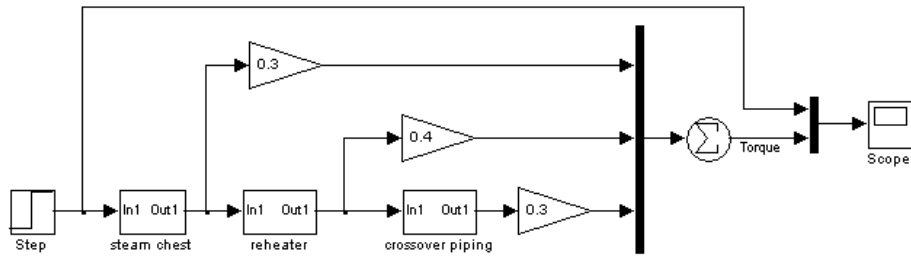 0.3
0.4
Torque
Scope
In1 Out1
In1 Out1
In1 Out1
0.3
Step
steam chest
reheater
crossover piping